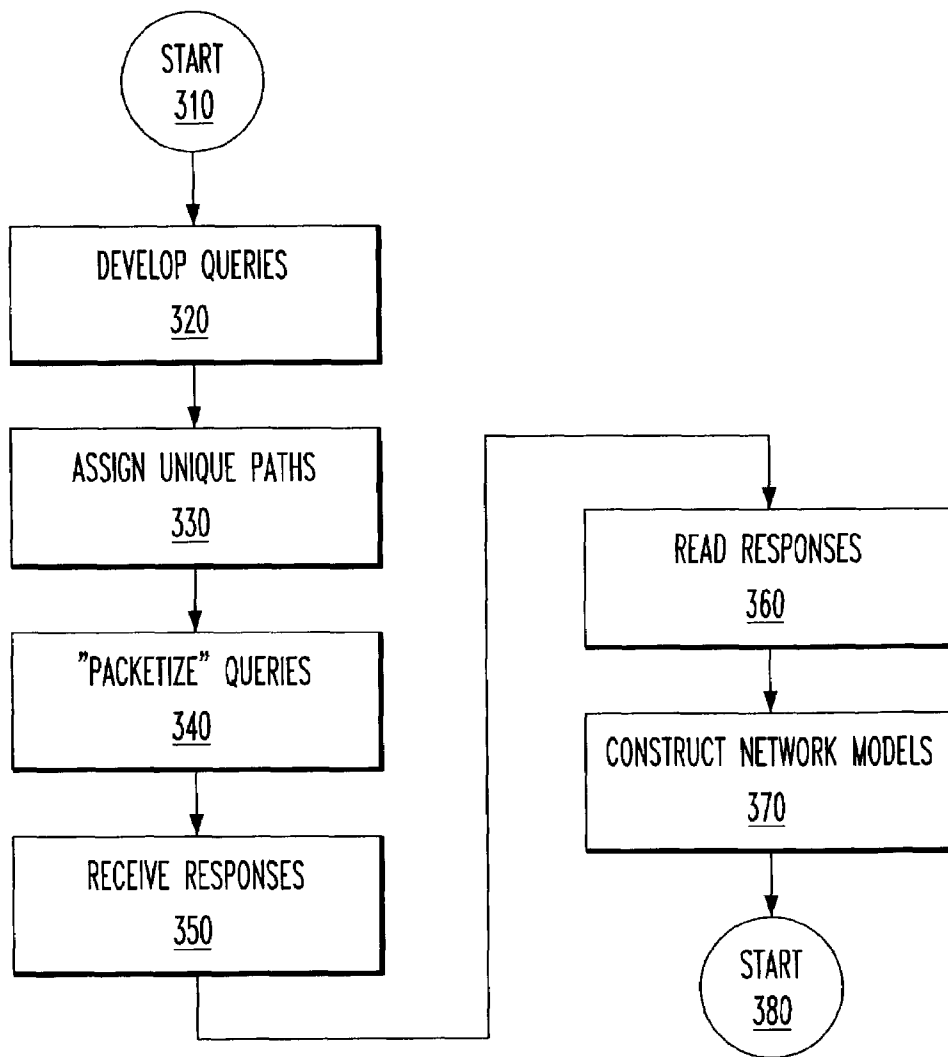 START
310
DEVELOP QUERIES
320
ASSIGN UNIQUE PATHS
330
"PACKETIZE" QUERIES
340
RECEIVE RESPONSES
350
READ RESPONSES
360
CONSTRUCT NETWORK MODELS
370
START
380